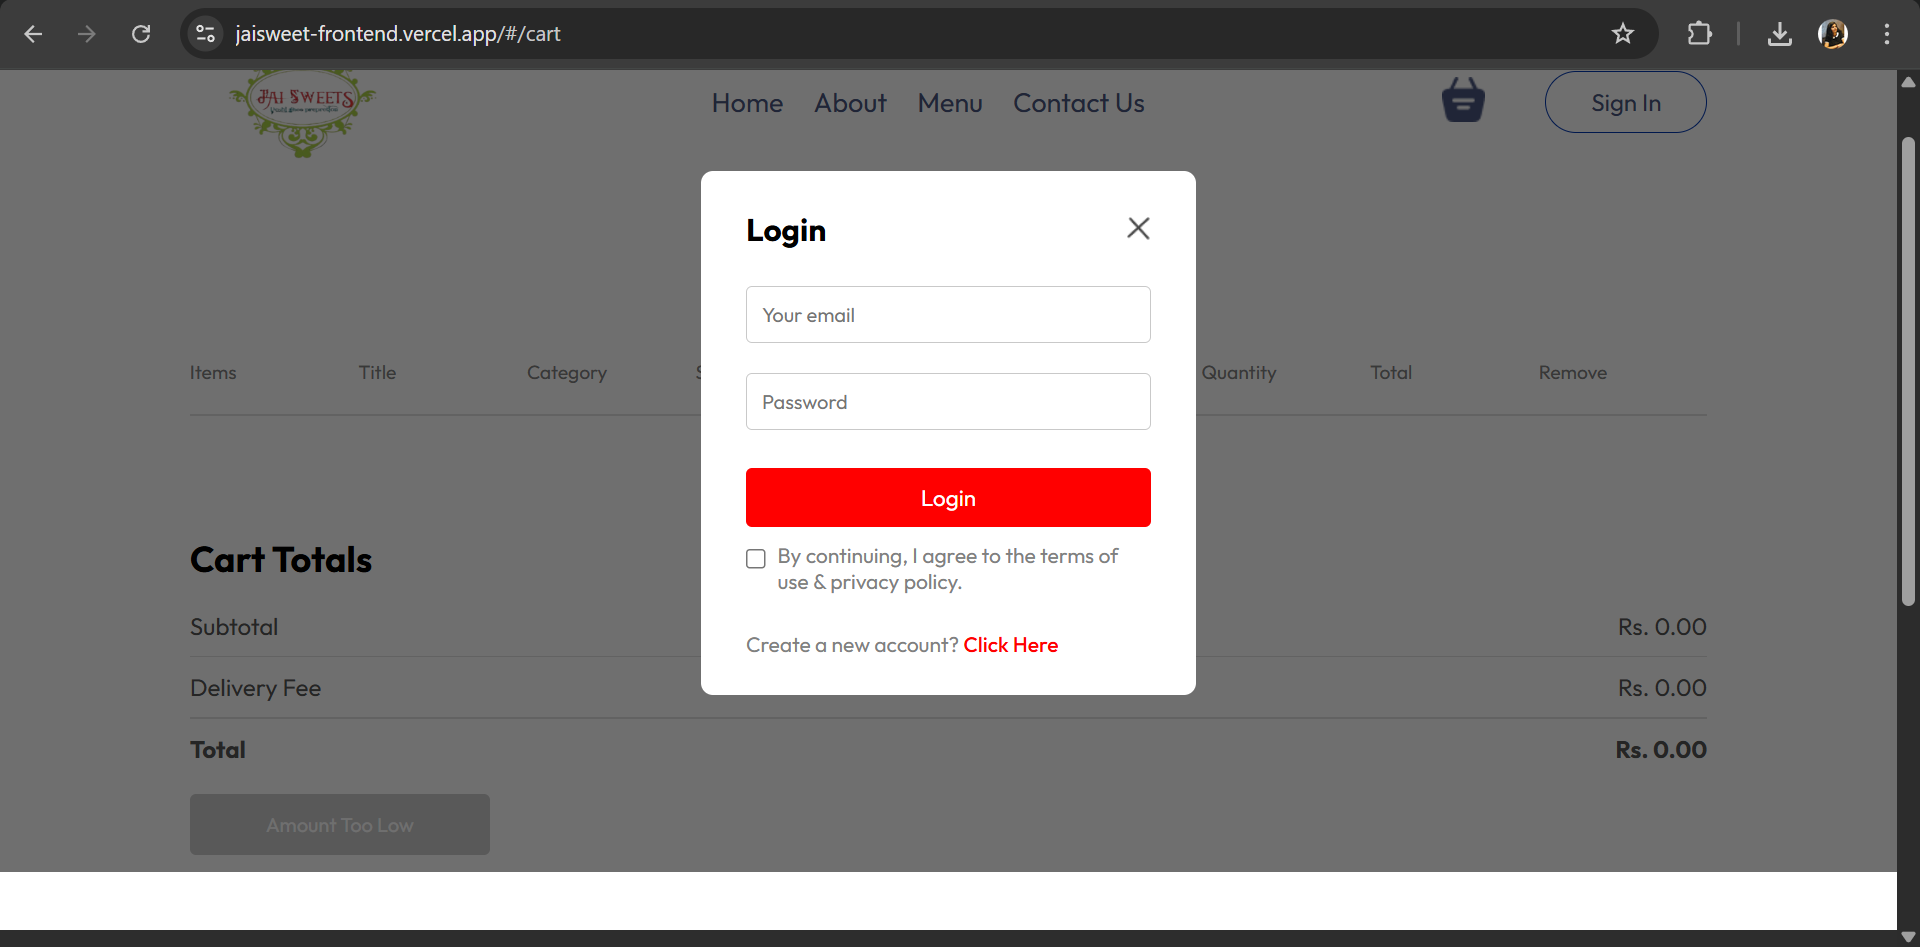 jaisweet-frontend.vercel.app/#/cart
JAI SWEETS
Home About Menu Contact Us
Sign In
Login
Your email
Items Title Category Quantity Total Remove
Password
Login
By continuing, I agree to the terms of
use & privacy policy.
Create a new account? Click Here
Cart Totals
Subtotal Rs. 0.00
Delivery Fee Rs. 0.00
Total Rs. 0.00
Amount Too Low